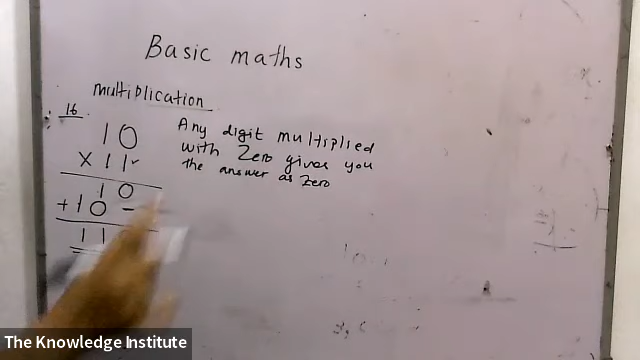 Basic maths
multiplication
16
10
× 11
10
+ 10 -
11
Any digit multiplied
with Zero gives you
the answer as Zero
The Knowledge Institute